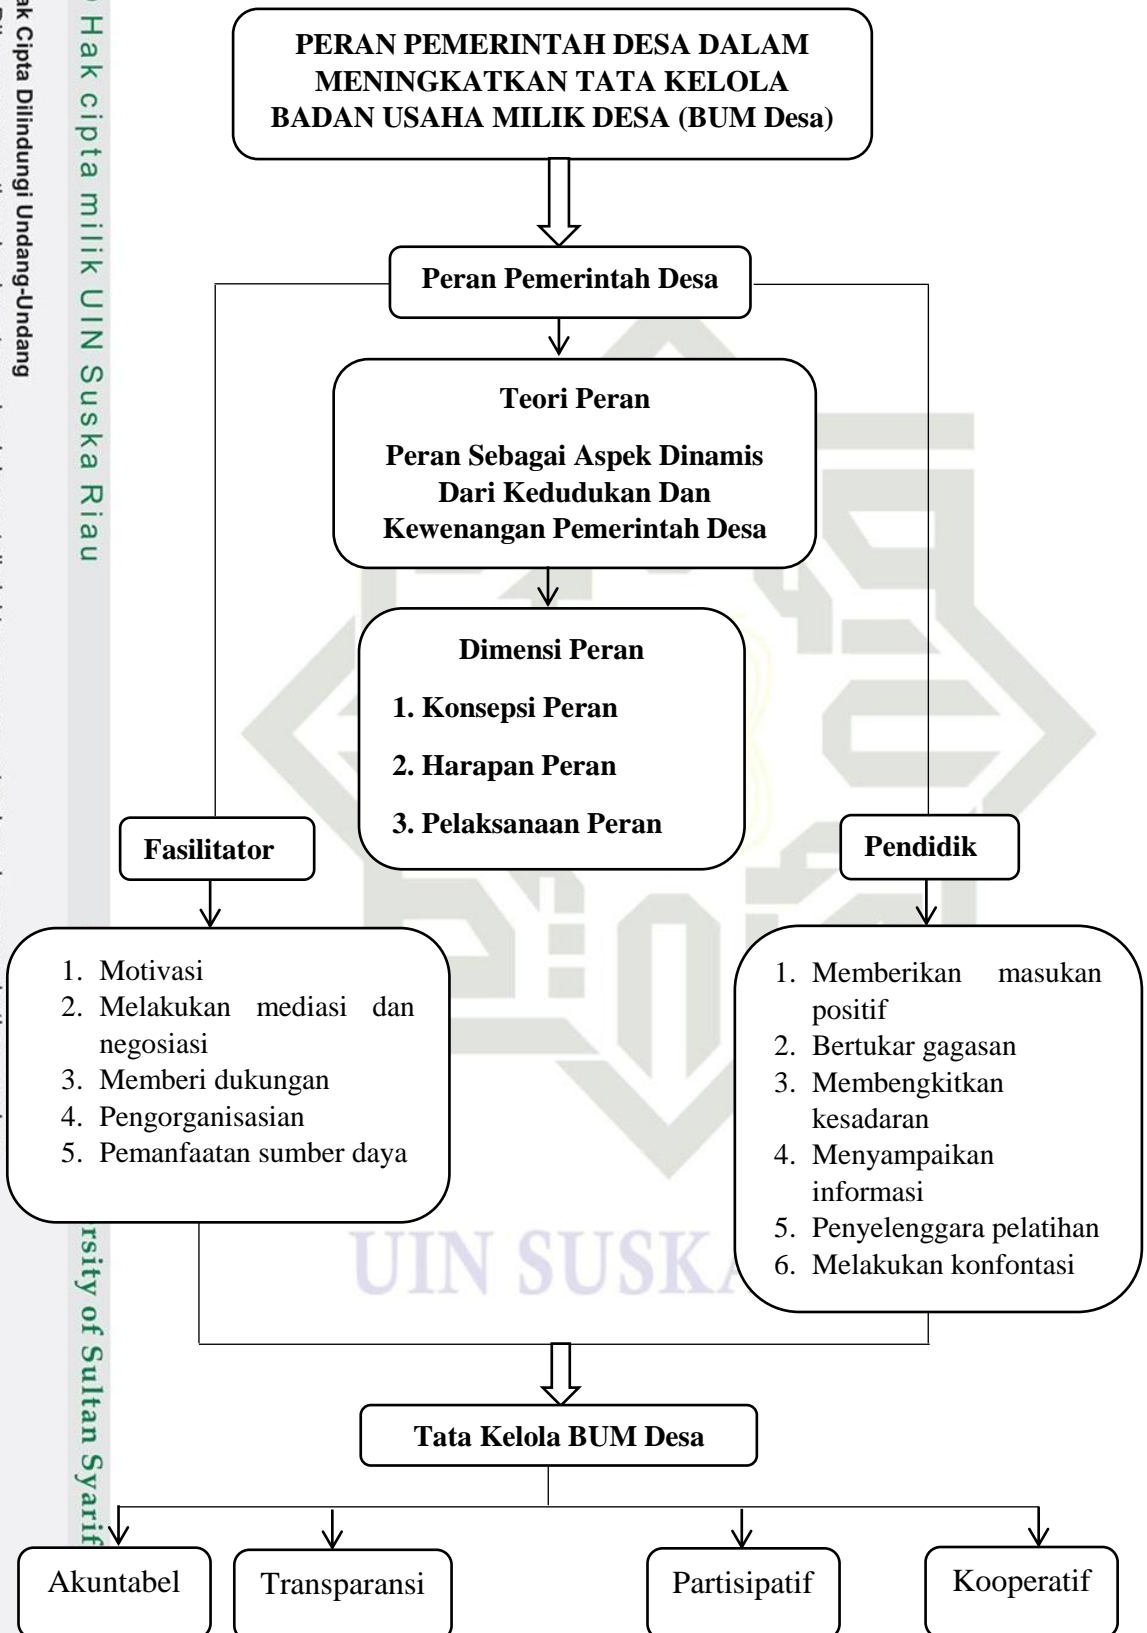 PERAN PEMERINTAH DESA DALAM
MENINGKATKAN TATA KELOLA
BADAN USAHA MILIK DESA (BUM Desa)
Peran Pemerintah Desa
Teori Peran
Peran Sebagai Aspek Dinamis
Dari Kedudukan Dan
Kewenangan Pemerintah Desa
Dimensi Peran
1. Konsepsi Peran
2. Harapan Peran
3. Pelaksanaan Peran
Fasilitator
1. Motivasi
2. Melakukan mediasi dan
negosiasi
3. Memberi dukungan
4. Pengorganisasian
5. Pemanfaatan sumber daya
Pendidik
1. Memberikan masukan
positif
2. Bertukar gagasan
3. Membengkitkan
kesadaran
4. Menyampaikan
informasi
5. Penyelenggara pelatihan
6. Melakukan konfontasi
Tata Kelola BUM Desa
Akuntabel
Transparansi
Partisipatif
Kooperatif
Hak cipta milik UIN Suska Riau
ak Cipta Dilindungi Undang-Undang
rsity of Sultan Syarif
UIN SUSKA